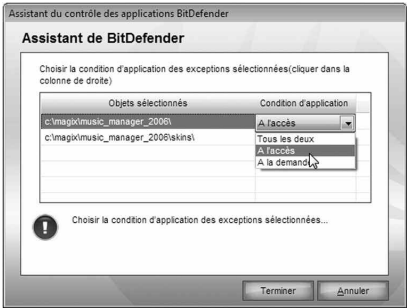 Assistant du contrôle des applications BitDefender
Assistant de BitDefender
Choisir la condition d'application des exceptions sélectionnées(cliquer dans la
colonne de droite)
Objets sélectionnés Condition d'application
c:\magix\music_manager_2006\ A l'accès
c:\magix\music_manager_2006\skins\ Tous les deux
A l'accès
A la demande
Choisir la condition d'application des exceptions sélectionnées...
Terminer Annuler